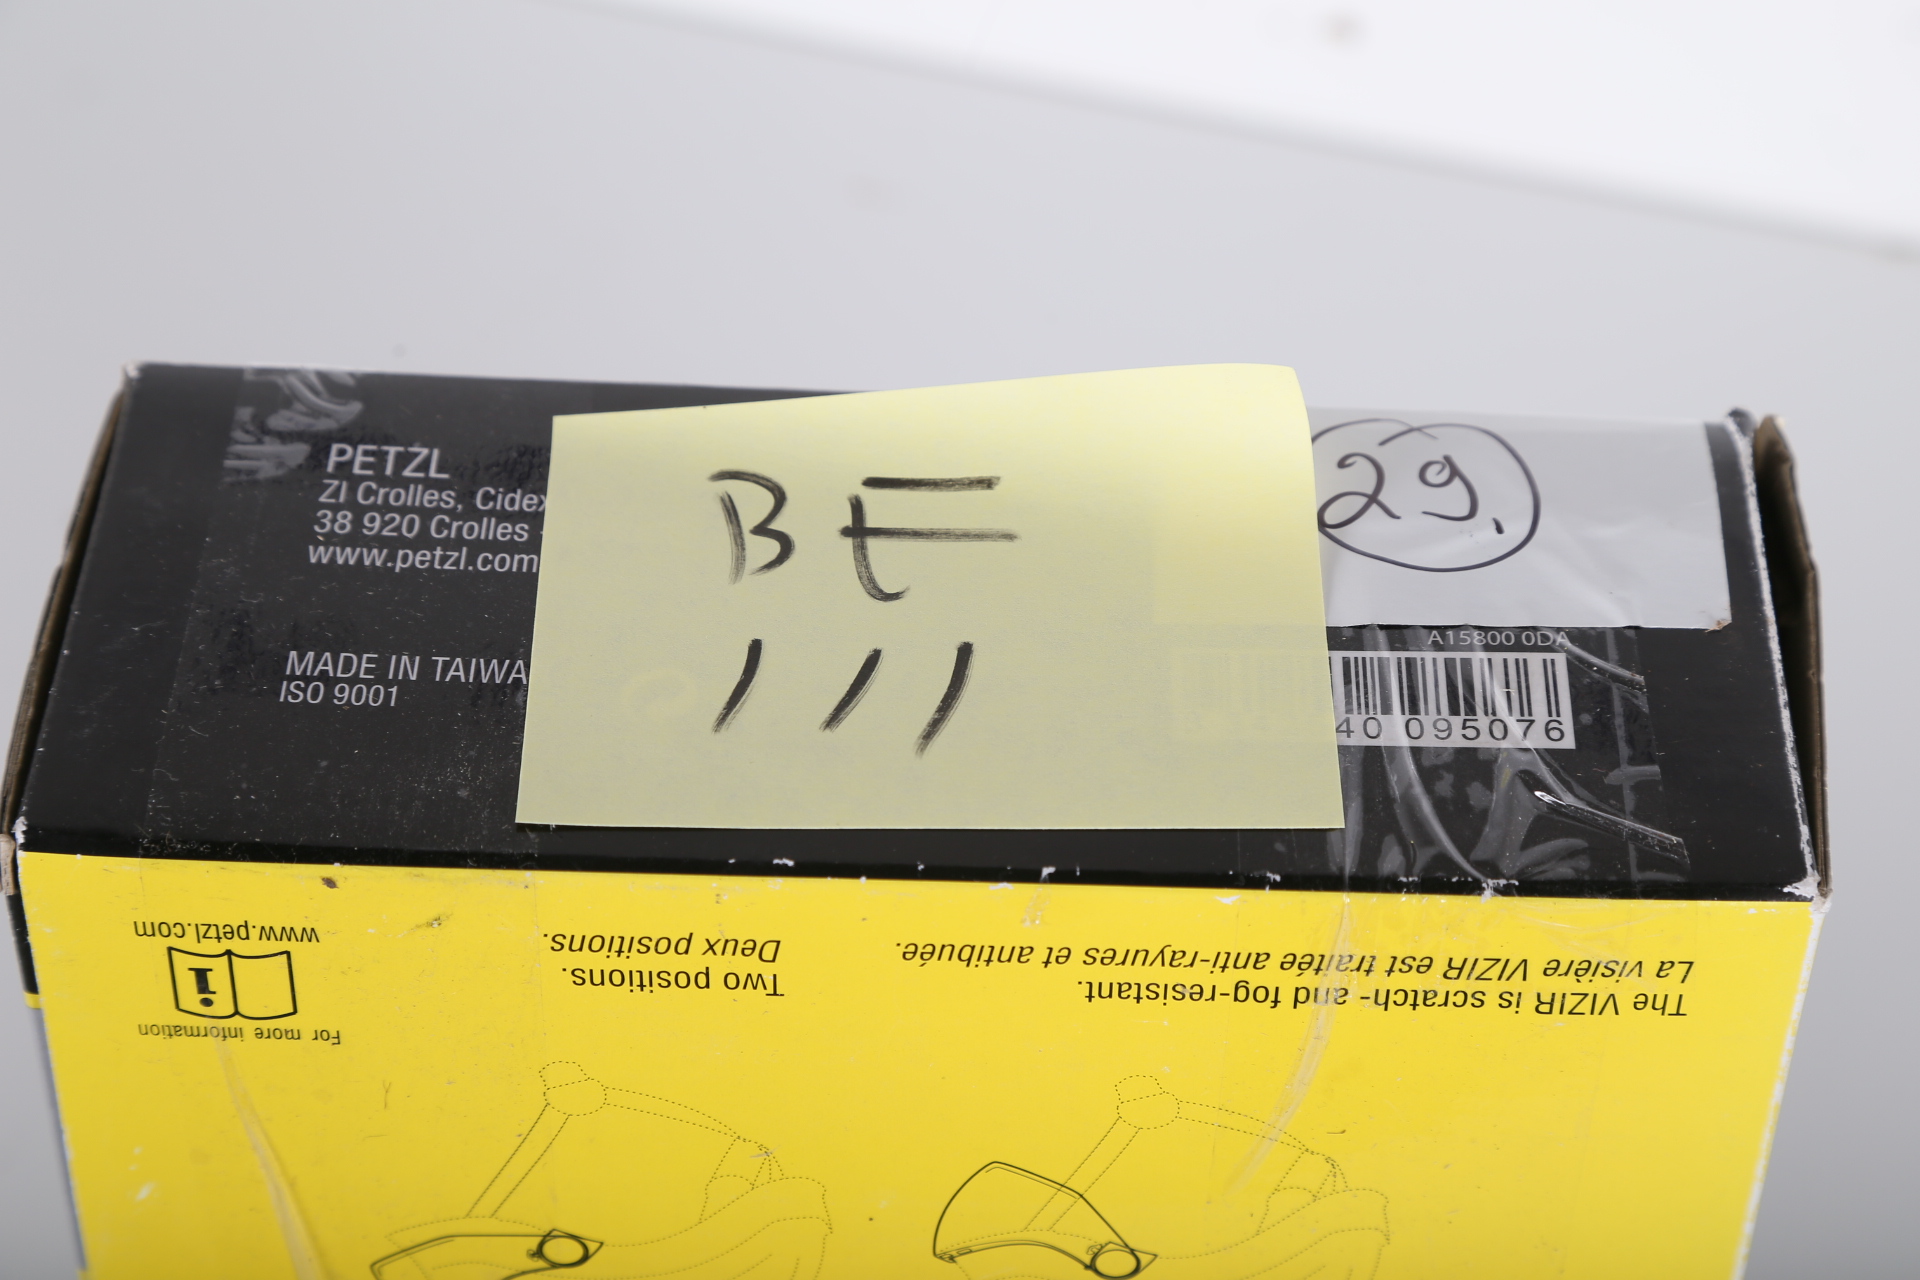 PETZL
ZI Crolles, Cidex
38 920 Crolles
www.petzl.com
MADE IN TAIWA
ISO 9001
BE
111
29.
A15800 0DA
40 095076
The VIZIR is scratch- and fog-resistant.
La visière VIZIR est traitée anti-rayures et antibuée.
Two positions.
Deux positions.
For more information
i
www.petzl.com